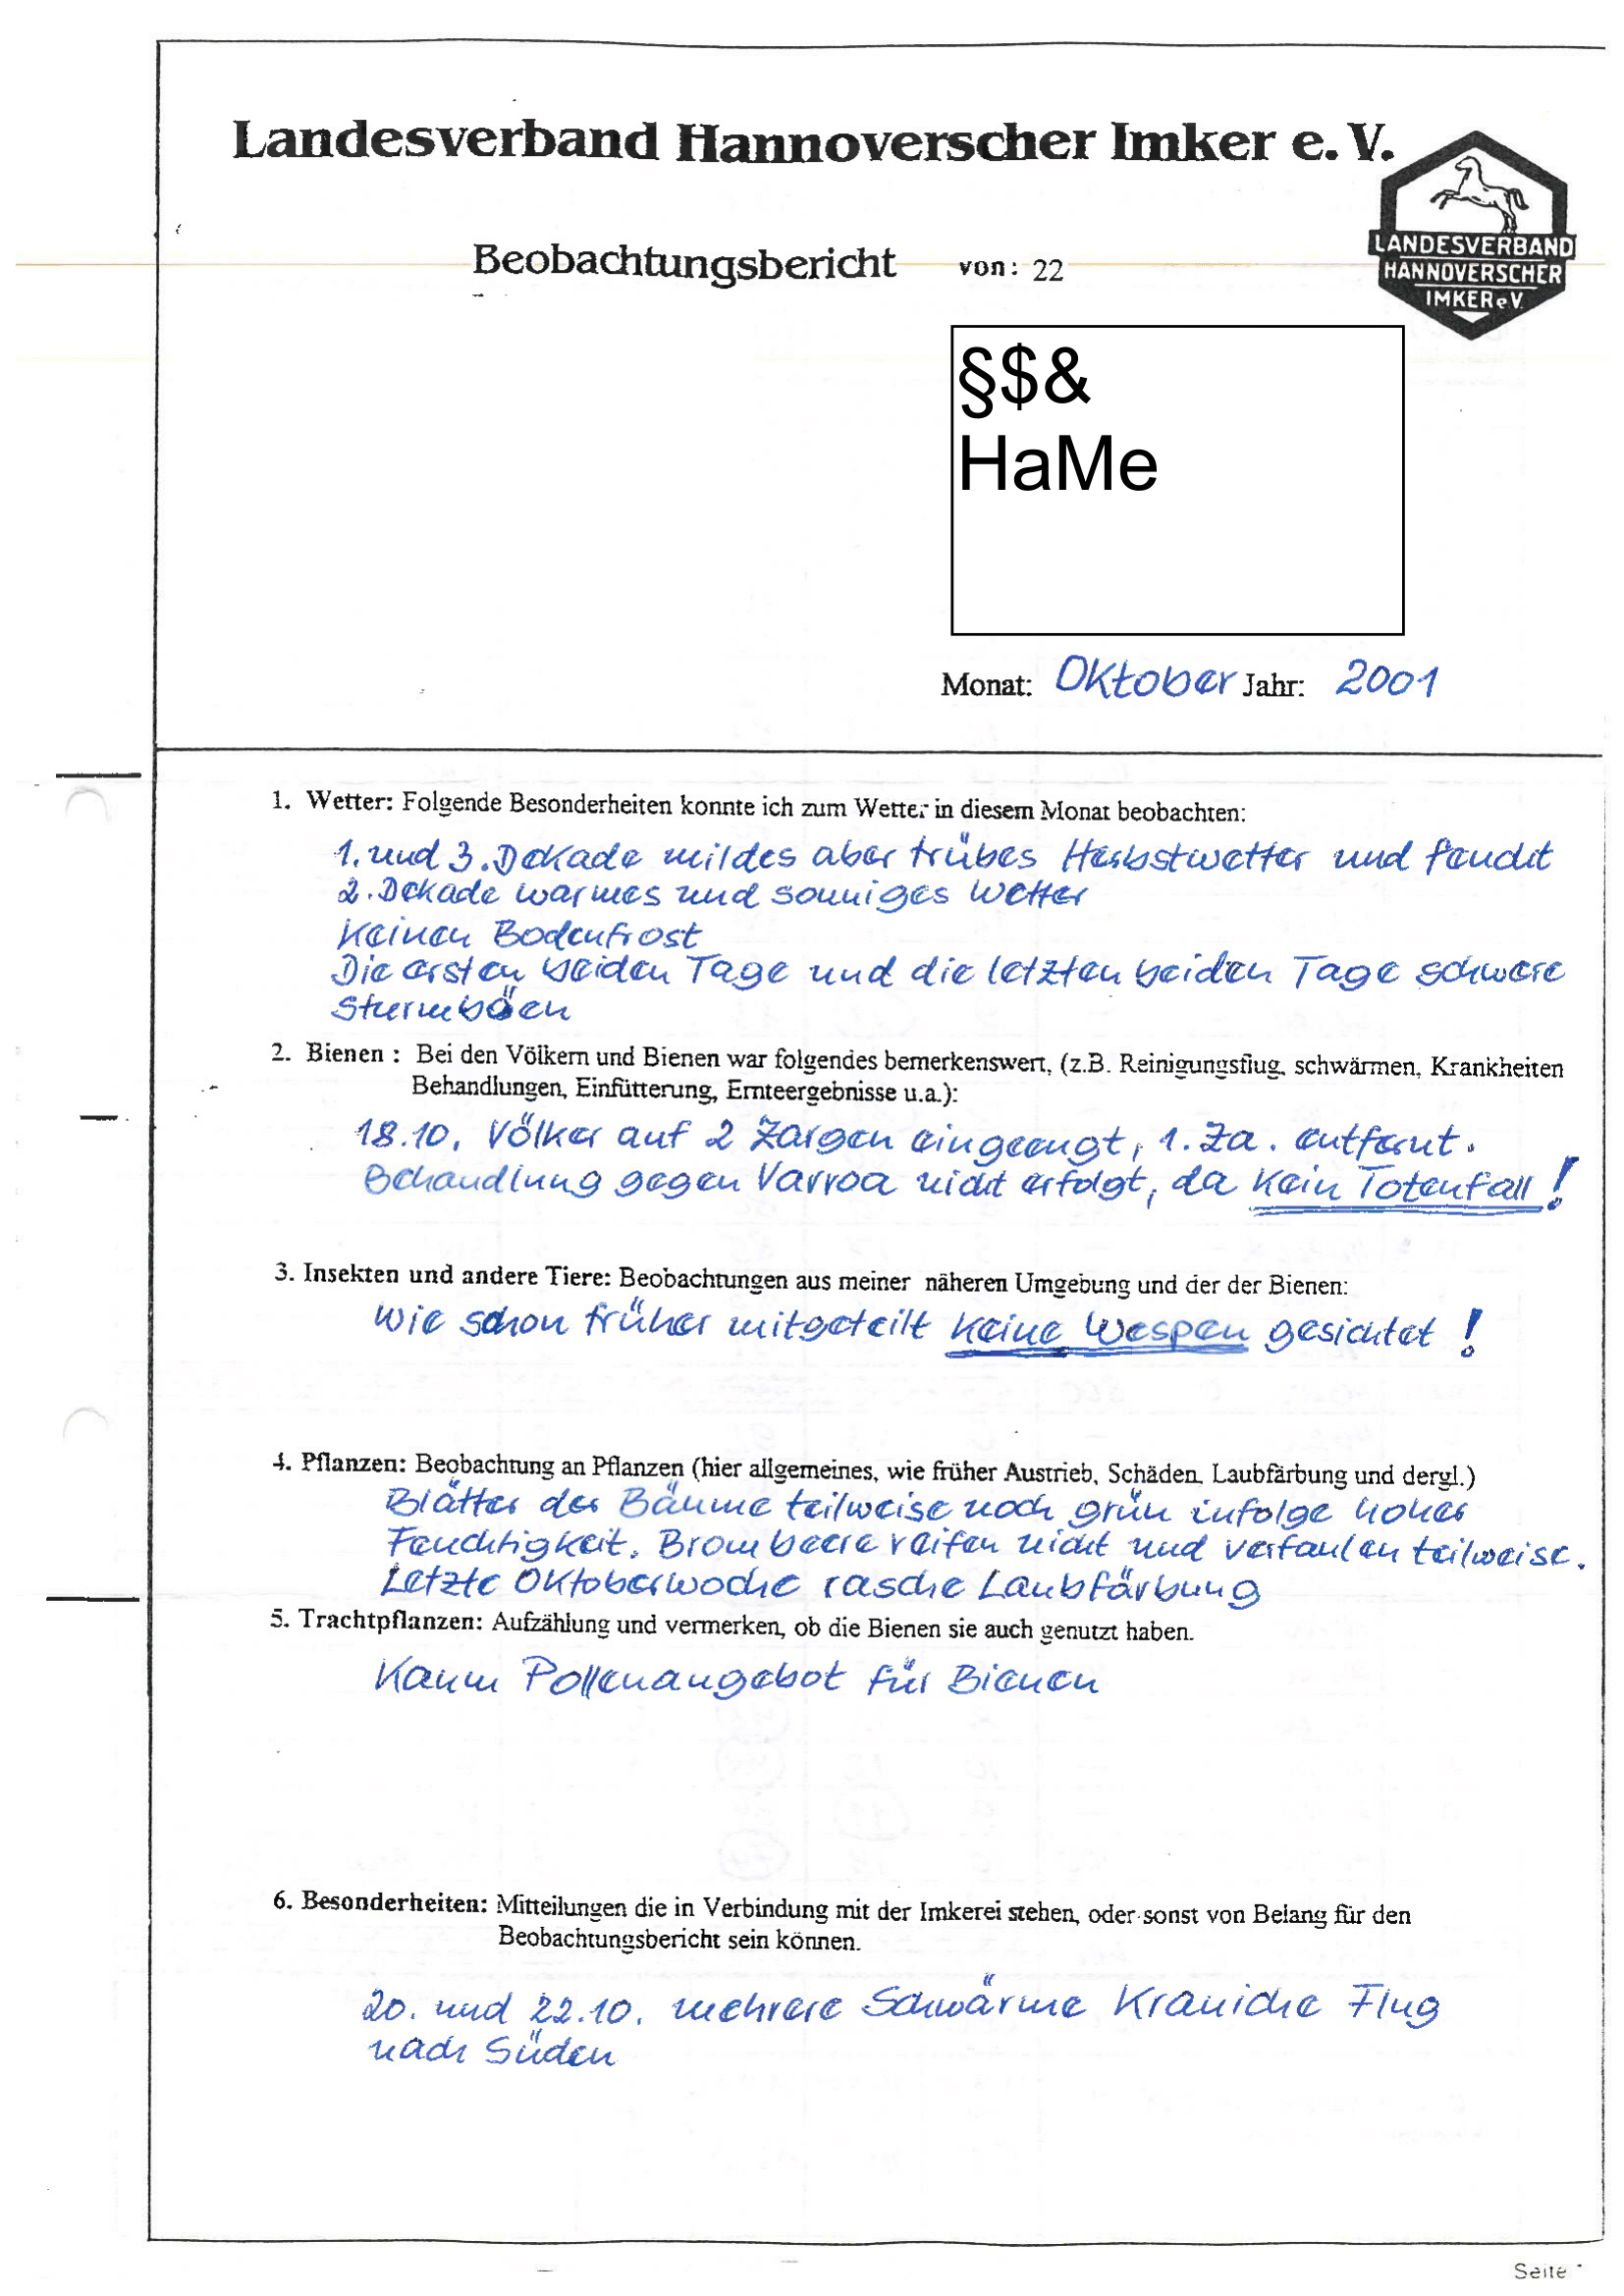 Landesverband Hannoverscher Imker e. V.
LANDESVERBAND
HANNOVERSCHER
IMKER e V.
Beobachtungsbericht von: 22
§$&
HaMe
Monat: Oktober Jahr: 2001
1. Wetter: Folgende Besonderheiten konnte ich zum Wetter in diesem Monat beobachten:
1. und 3. Dekade mildes aber trübes Herbstwetter und feucht
2. Dekade warmes und sonniges Wetter
Keinen Bodenfrost
Die ersten beiden Tage und die letzten beiden Tage schwere
Sturmböen
2. Bienen : Bei den Völkern und Bienen war folgendes bemerkenswert, (z.B. Reinigungsflug, schwärmen, Krankheiten
Behandlungen, Einfütterung, Ernteergebnisse u.a.):
18.10. Völker auf 2 Zargen eingeengt, 1. Za. entfernt.
Behandlung gegen Varroa nicht erfolgt, da Kein Totenfall!
3. Insekten und andere Tiere: Beobachtungen aus meiner näheren Umgebung und der der Bienen:
Wie schon früher mitgeteilt Keine Wespen gesichtet!
4. Pflanzen: Beobachtung an Pflanzen (hier allgemeines, wie früher Austrieb, Schäden, Laubfärbung und dergl.)
Blätter der Bäume teilweise noch grün infolge hoher
Feuchtigkeit. Brombeere reifen nicht und verfaulen teilweise.
Letzte Oktoberwoche rasche Laubfärbung
5. Trachtpflanzen: Aufzählung und vermerken, ob die Bienen sie auch genutzt haben.
Kaum Pollenangebot für Bienen
6. Besonderheiten: Mitteilungen die in Verbindung mit der Imkerei stehen, oder sonst von Belang für den
Beobachtungsbericht sein können.
20. und 22.10. mehrere Schwärme Kraniche Flug
nach Süden
Seite